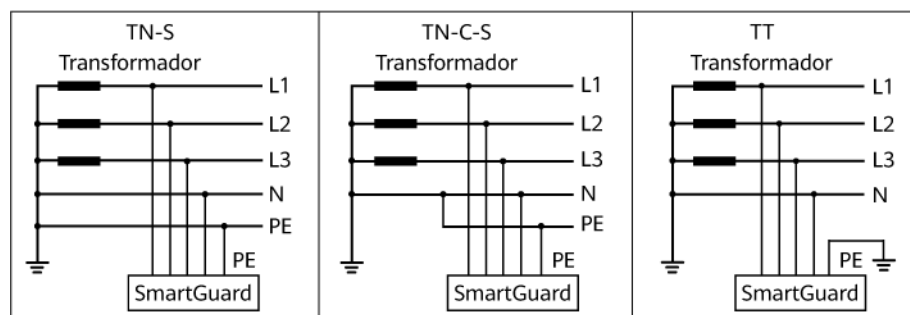 TN-S
Transformador
L1
L2
L3
N
PE
PE
SmartGuard
TN-C-S
Transformador
L1
L2
L3
N
PE
PE
SmartGuard
TT
Transformador
L1
L2
L3
N
PE
SmartGuard